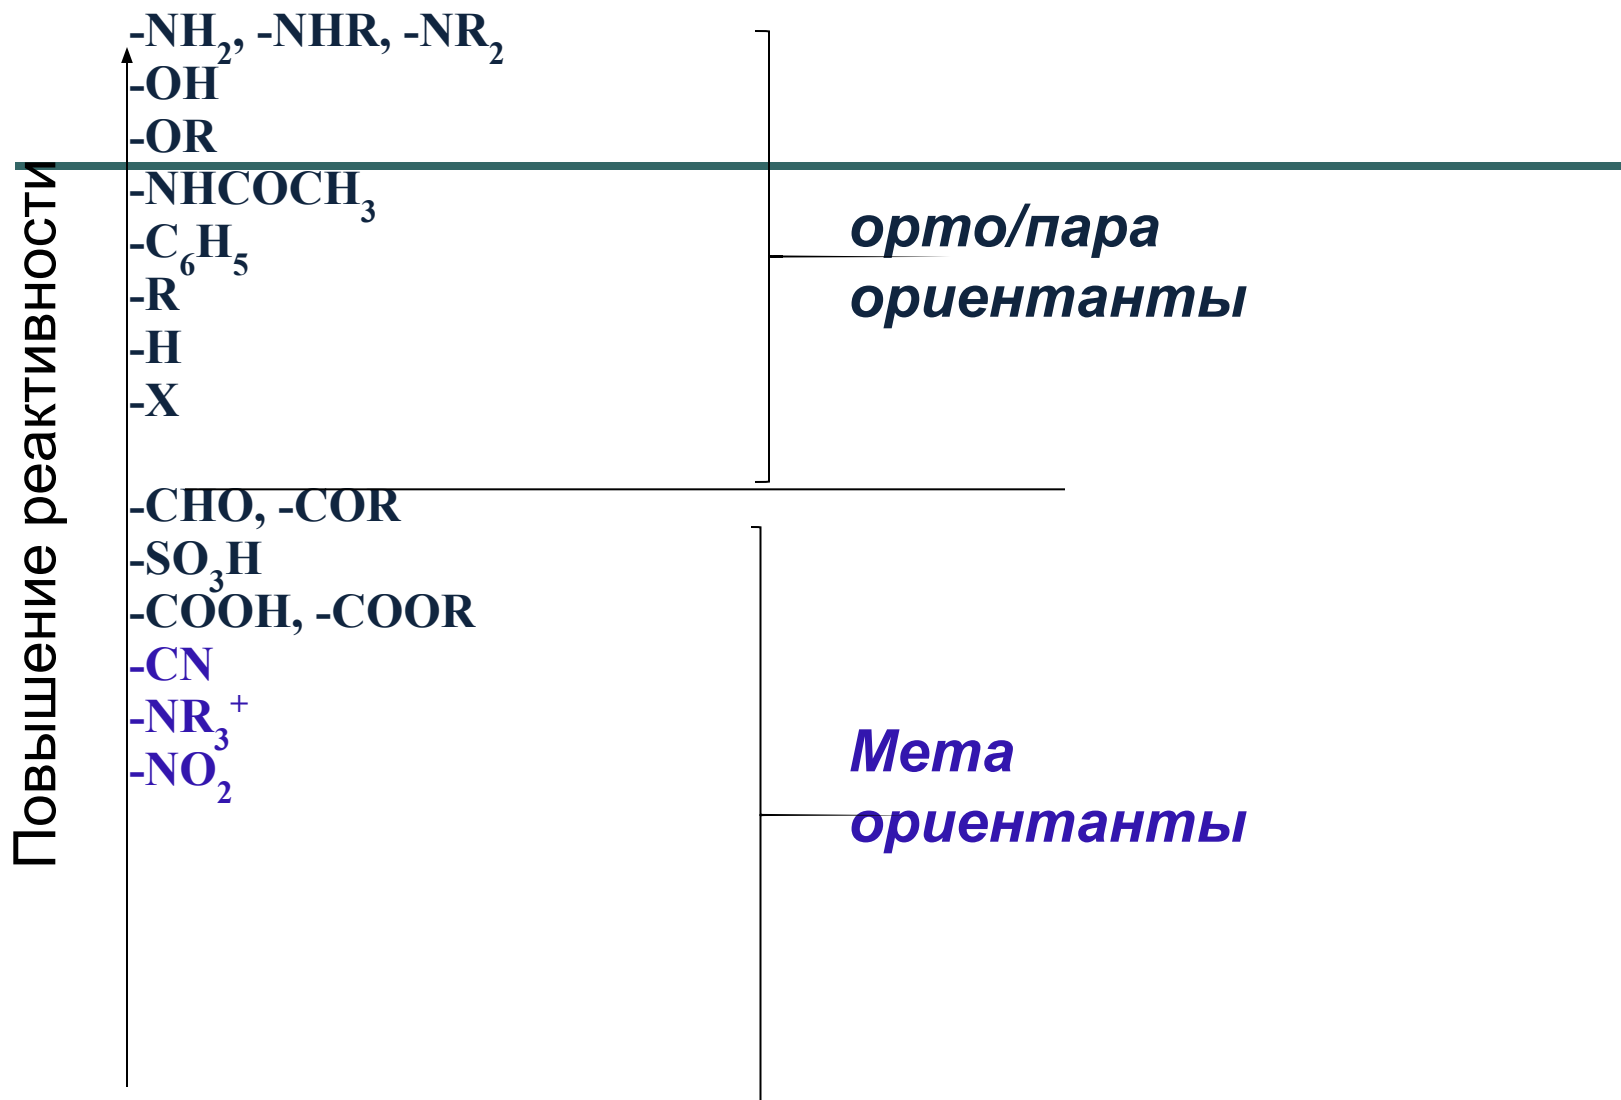 Повышение реактивности
-NH₂, -NHR, -NR₂
-OH
-OR
-NHCOCH₃
-C₆H₅
-R
-H
-X
орто/пара
ориентанты
-CHO, -COR
-SO₃H
-COOH, -COOR
-CN
-NR₃⁺
-NO₂
Мета
ориентанты